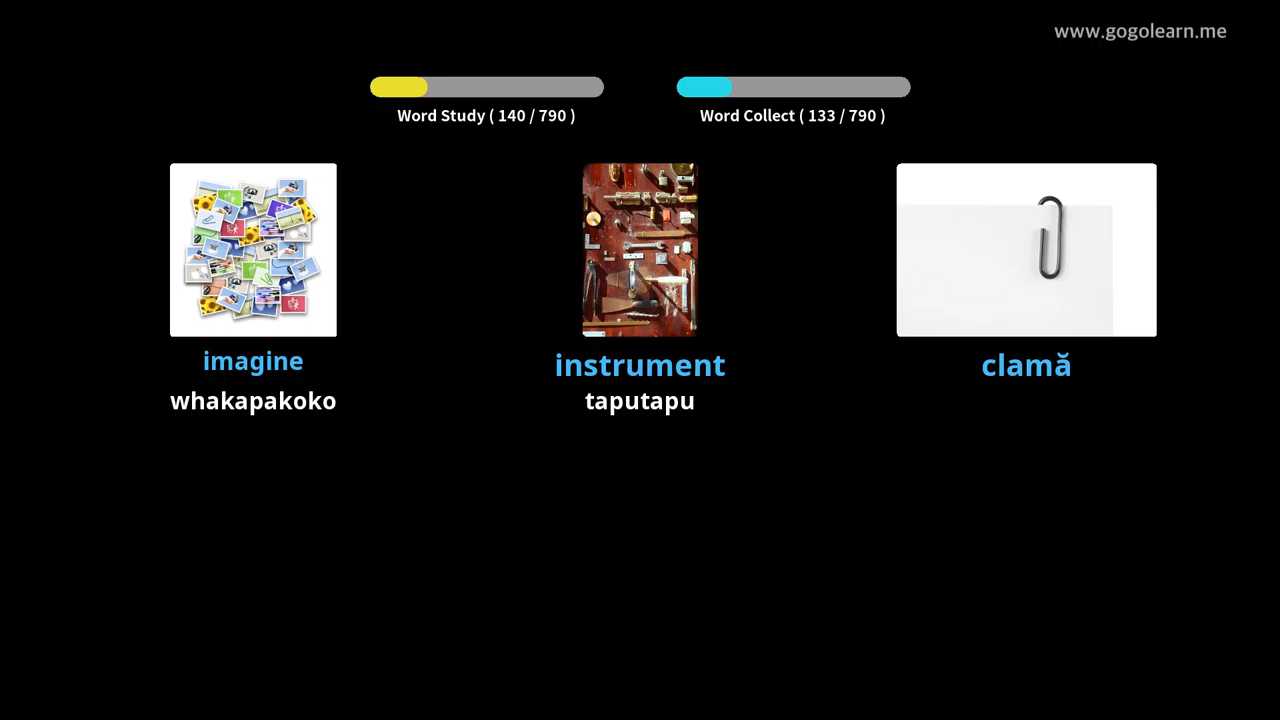 www.gogolearn.me
Word Study ( 140 / 790 )
Word Collect ( 133 / 790 )
imagine
whakapakoko
instrument
taputapu
clamă